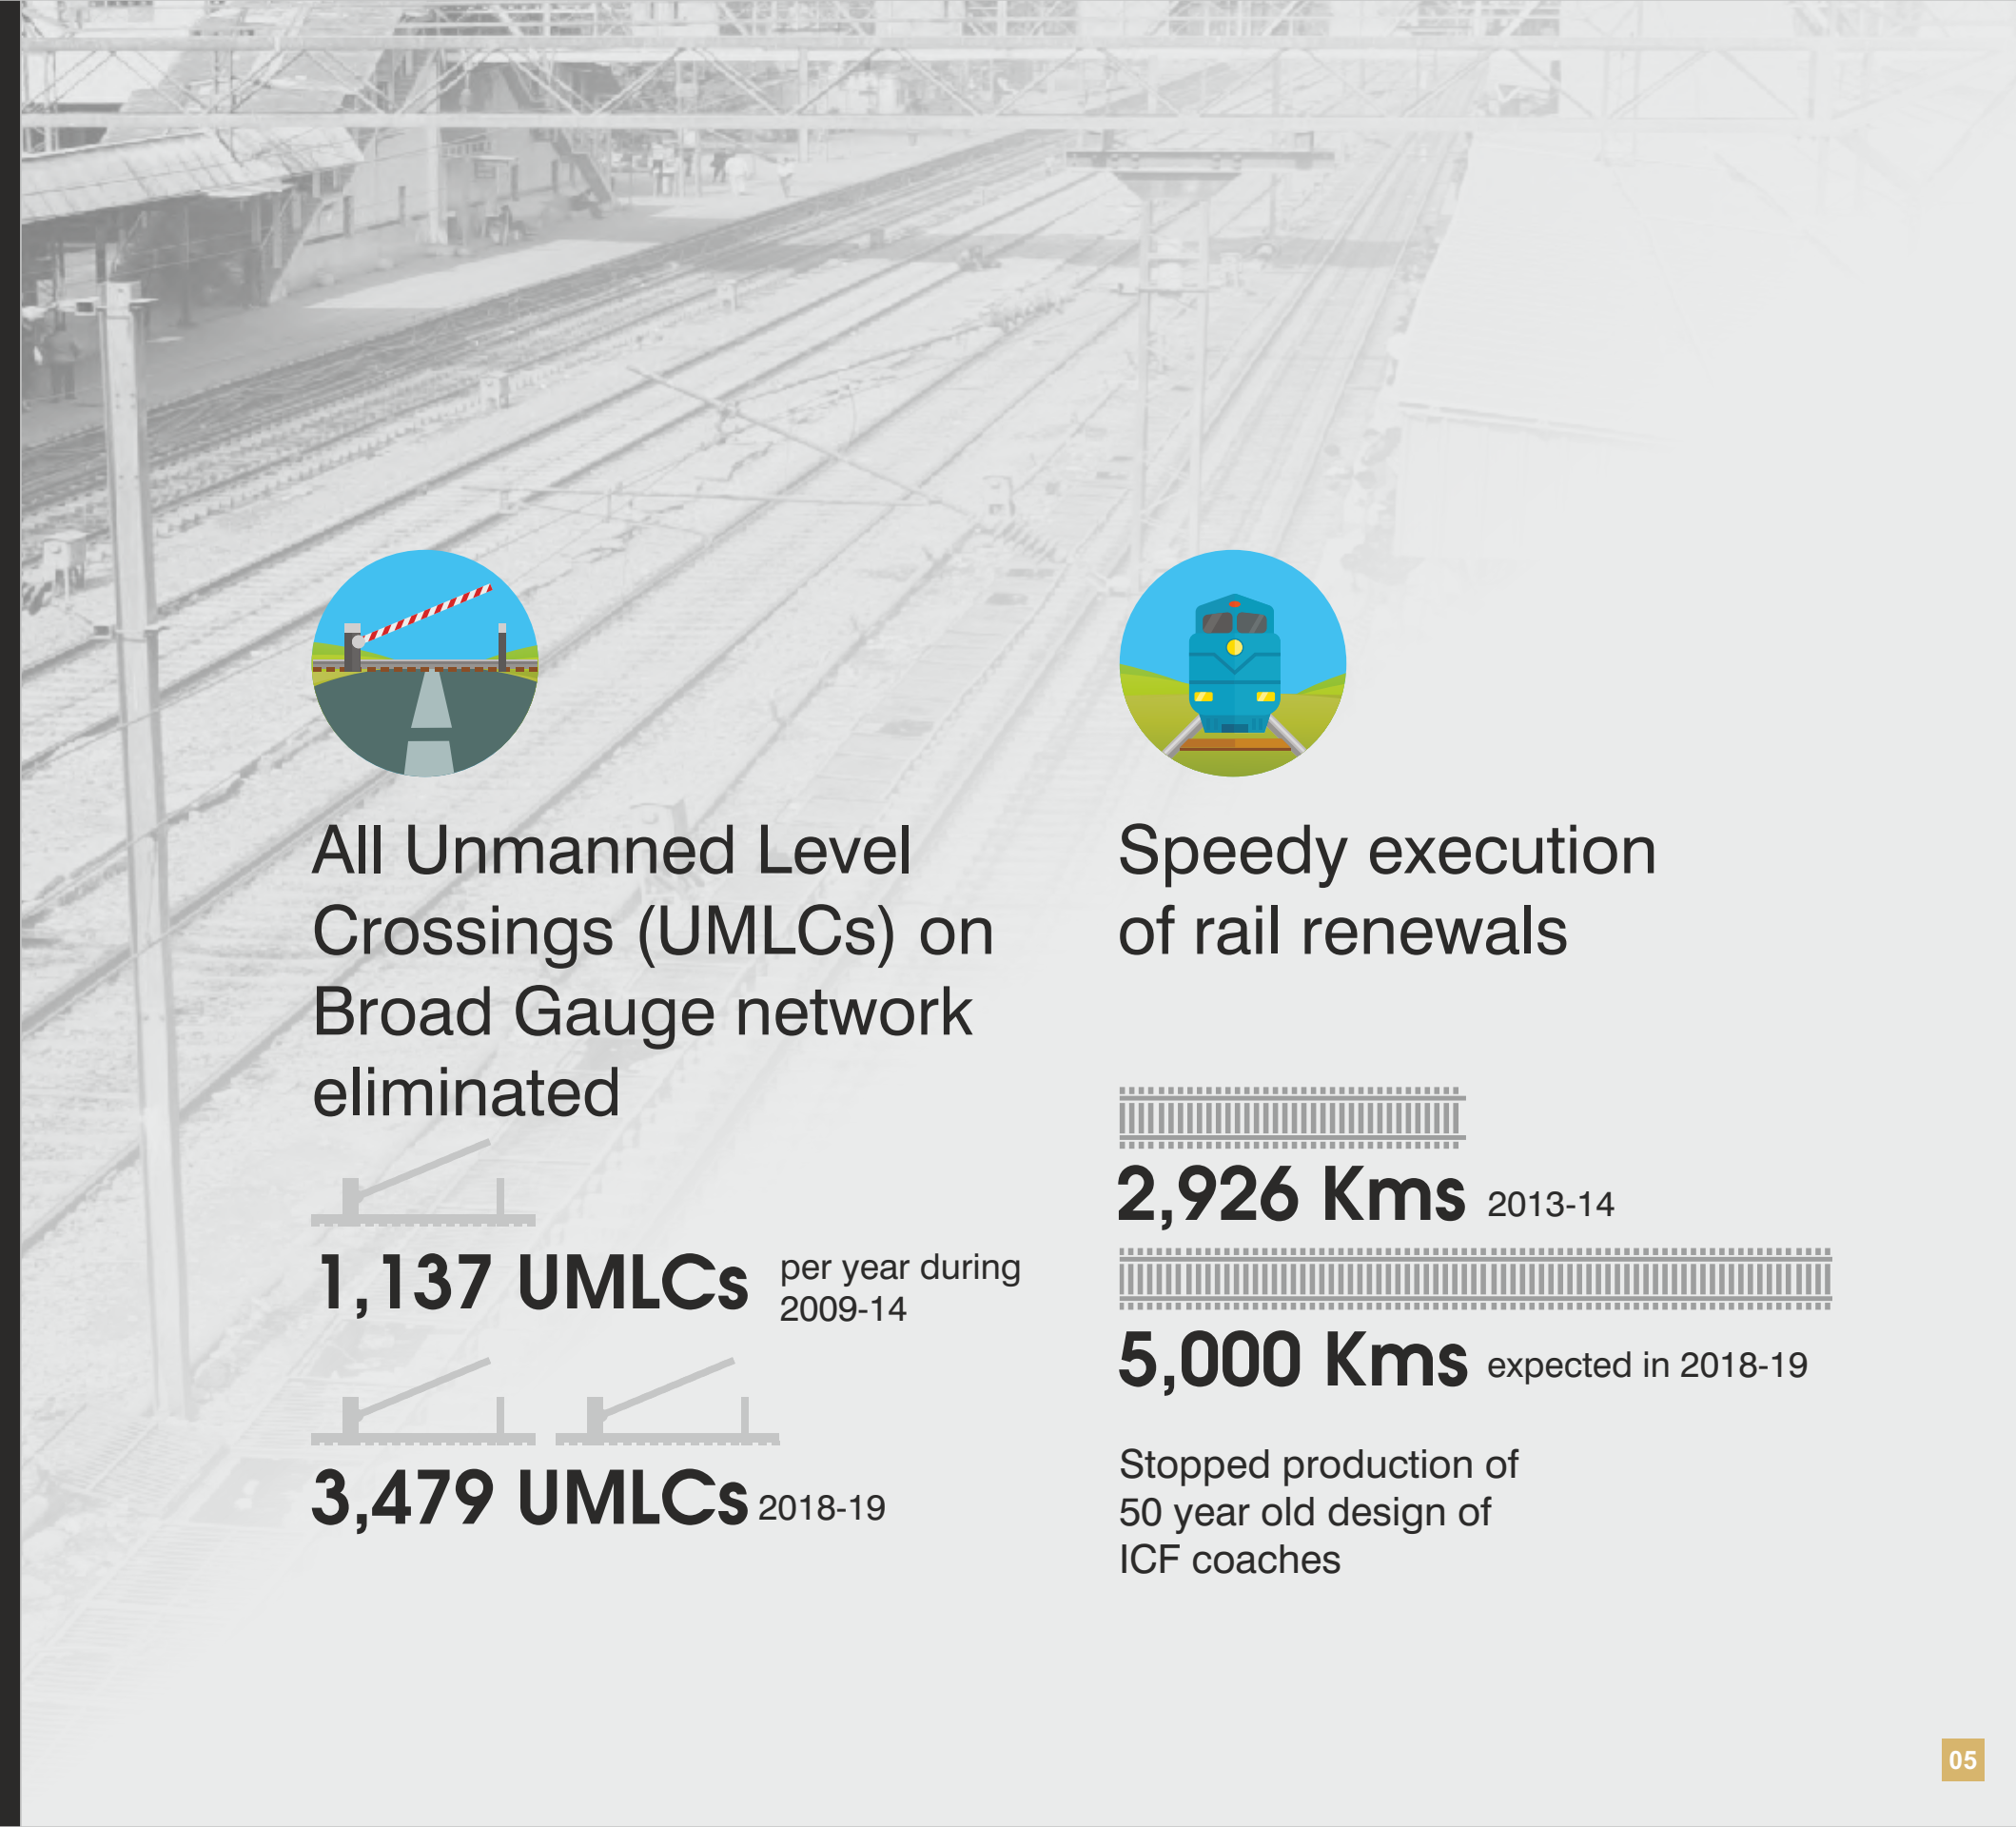 All Unmanned Level
Crossings (UMLCs) on
Broad Gauge network
eliminated
1,137 UMLCs per year during
2009-14
3,479 UMLCs 2018-19
Speedy execution
of rail renewals
2,926 Kms 2013-14
5,000 Kms expected in 2018-19
Stopped production of
50 year old design of
ICF coaches
05